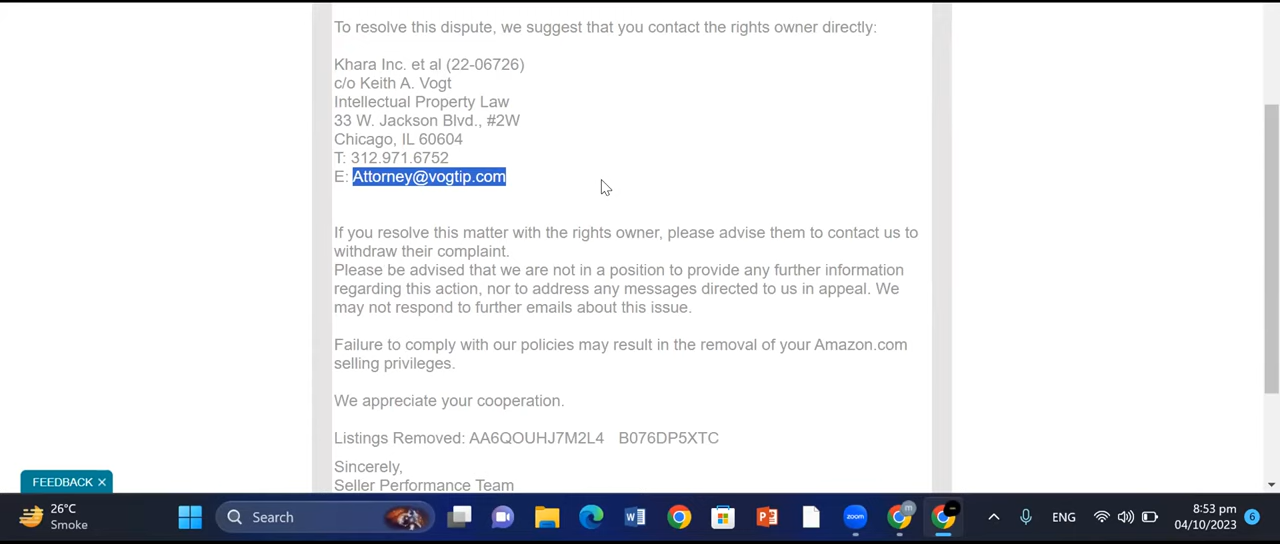 To resolve this dispute, we suggest that you contact the rights owner directly:
Khara Inc. et al (22-06726)
c/o Keith A. Vogt
Intellectual Property Law
33 W. Jackson Blvd., #2W
Chicago, IL 60604
T: 312.971.6752
E: Attorney@vogtip.com
If you resolve this matter with the rights owner, please advise them to contact us to
withdraw their complaint.
Please be advised that we are not in a position to provide any further information
regarding this action, nor to address any messages directed to us in appeal. We
may not respond to further emails about this issue.
Failure to comply with our policies may result in the removal of your Amazon.com
selling privileges.
We appreciate your cooperation.
Listings Removed: AA6QOUHJ7M2L4 B076DP5XTC
Sincerely,
Seller Performance Team
FEEDBACK ×
26°C
Smoke
Search
zoom
m
ENG
8:53 pm
04/10/2023
6